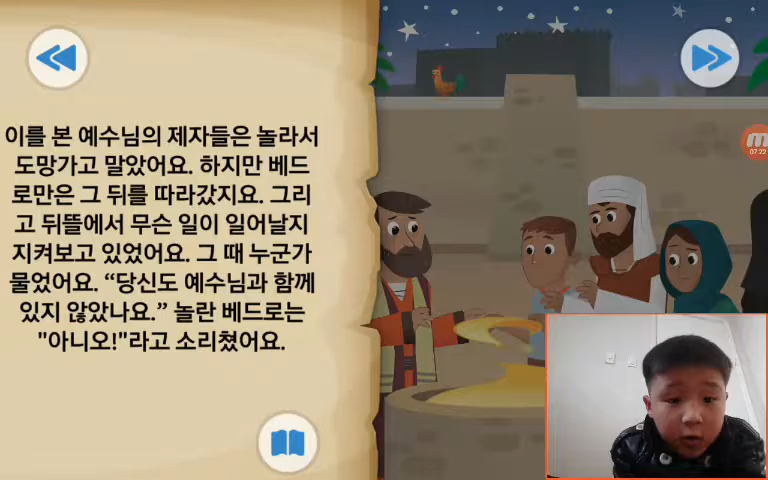 이를 본 예수님의 제자들은 놀라서
도망가고 말았어요. 하지만 베드
로만은 그 뒤를 따라갔지요. 그리
고 뒤뜰에서 무슨 일이 일어날지
지켜보고 있었어요. 그 때 누군가
물었어요. “당신도 예수님과 함께
있지 않았나요.” 놀란 베드로는
"아니오!"라고 소리쳤어요.
07:22